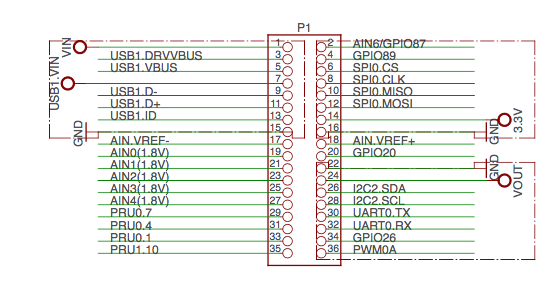 P1
VIN
USB1.VIN
GND
1 2 AIN6/GPIO87
USB1.DRVVBUS 3 4 GPIO89
USB1.VBUS 5 6 SPI0.CS
7 8 SPI0.CLK
USB1.D- 9 10 SPI0.MISO
USB1.D+ 11 12 SPI0.MOSI
USB1.ID 13 14
15 16
AIN.VREF- 17 18 AIN.VREF+
AIN0(1.8V) 19 20 GPIO20
AIN1(1.8V) 21 22
AIN2(1.8V) 23 24
AIN3(1.8V) 25 26 I2C2.SDA
AIN4(1.8V) 27 28 I2C2.SCL
PRU0.7 29 30 UART0.TX
PRU0.4 31 32 UART0.RX
PRU0.1 33 34 GPIO26
PRU1.10 35 36 PWM0A
GND
3.3V
GND
VOUT